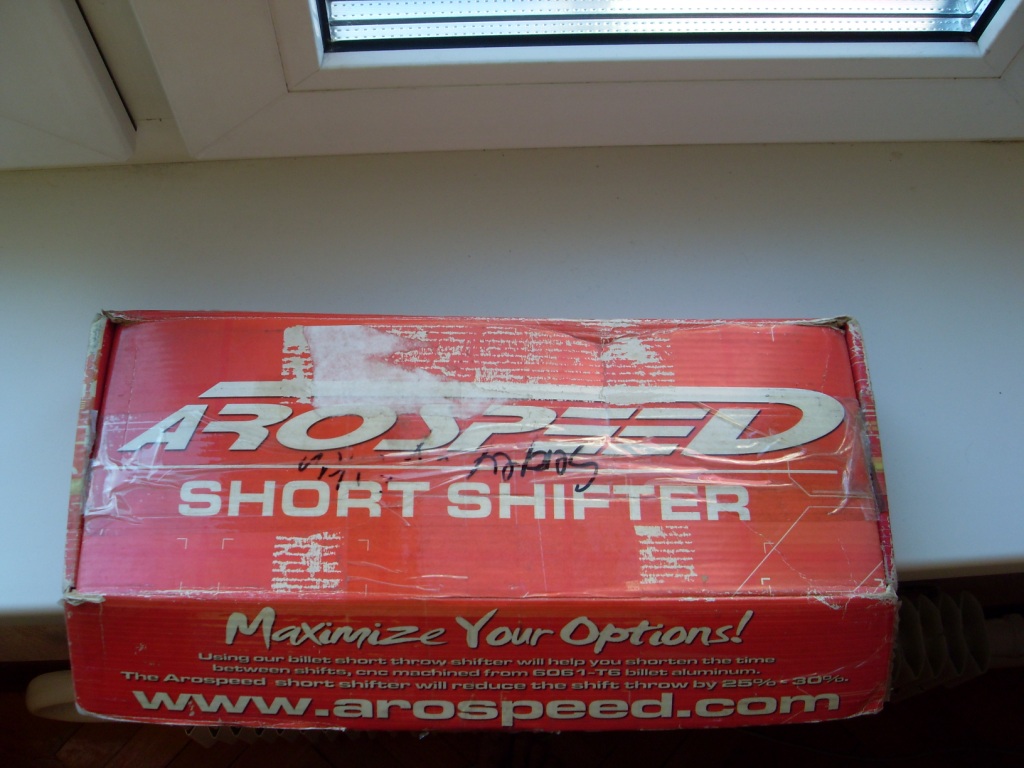 AROSPEED
SHORT SHIFTER
Maximize Your Options!
Using our billet short throw shifter will help you shorten the time
between shifts, cnc machined from 6061-T6 billet aluminum.
The Arospeed short shifter will reduce the shift throw by 25% - 30%.
www.arospeed.com